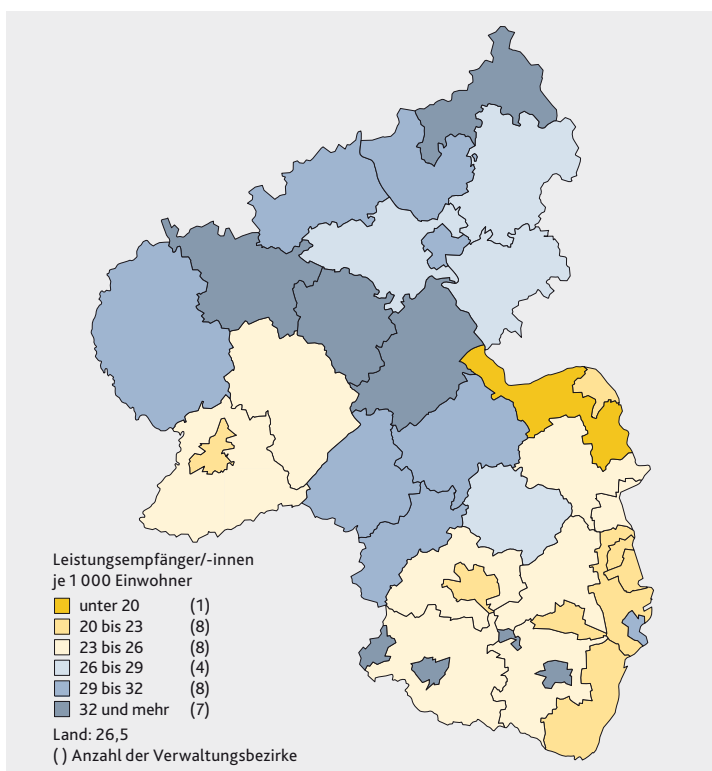 Leistungsempfänger/-innen
je 1 000 Einwohner
unter 20 (1)
20 bis 23 (8)
23 bis 26 (8)
26 bis 29 (4)
29 bis 32 (8)
32 und mehr (7)
Land: 26,5
( ) Anzahl der Verwaltungsbezirke